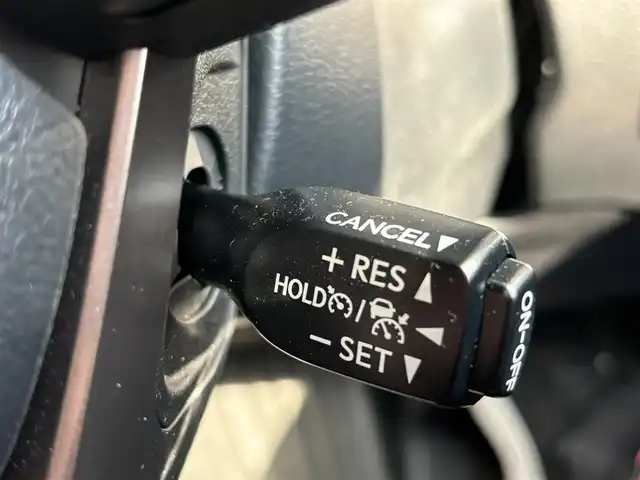 CANCEL▼
+ RES ▲
HOLD / ◀
− SET ▼
ON-OFF